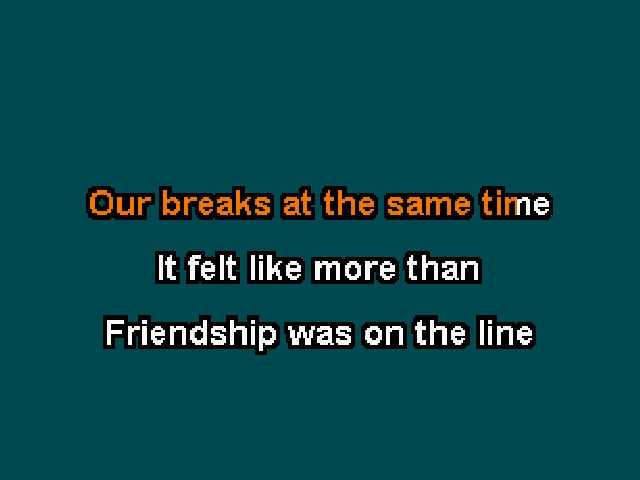 Our breaks at the same time
It felt like more than
Friendship was on the line